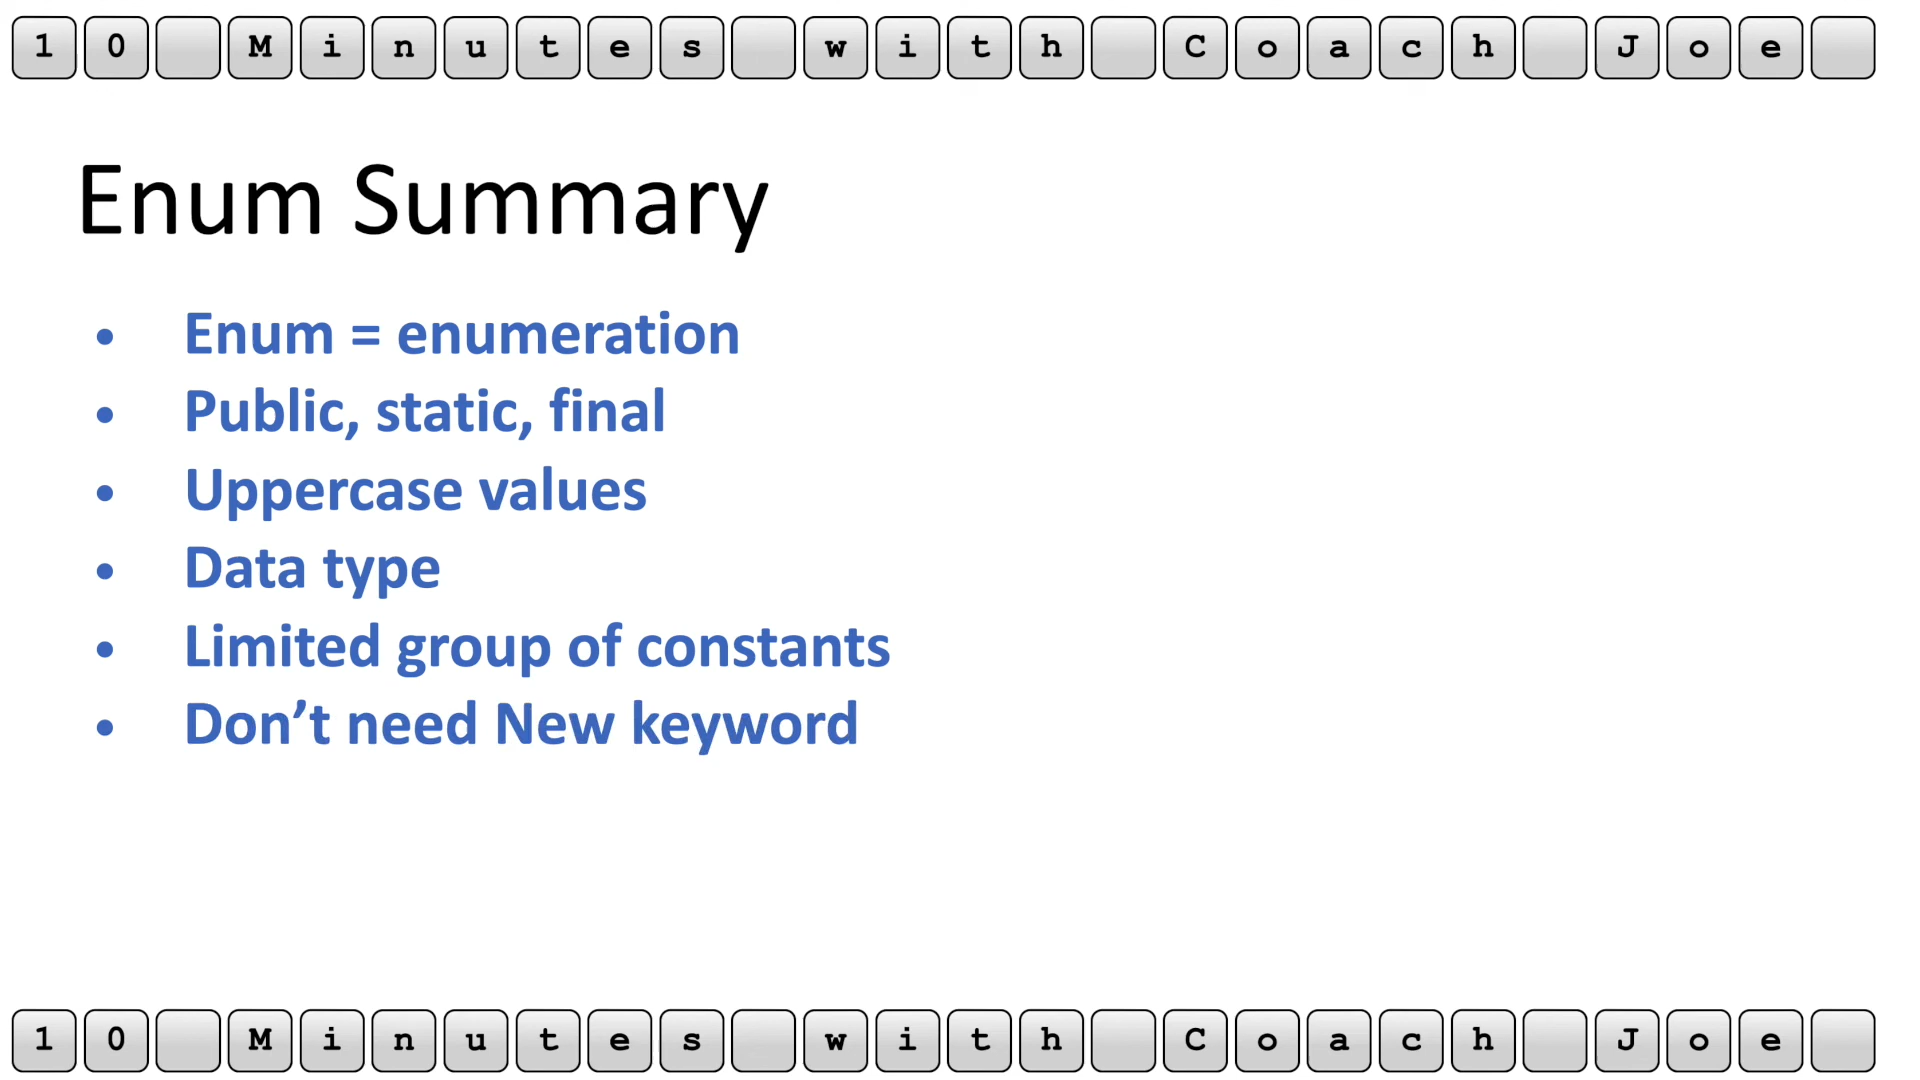 10 Minutes with Coach Joe
Enum Summary
• Enum = enumeration
• Public, static, final
• Uppercase values
• Data type
• Limited group of constants
• Don’t need New keyword
10 Minutes with Coach Joe